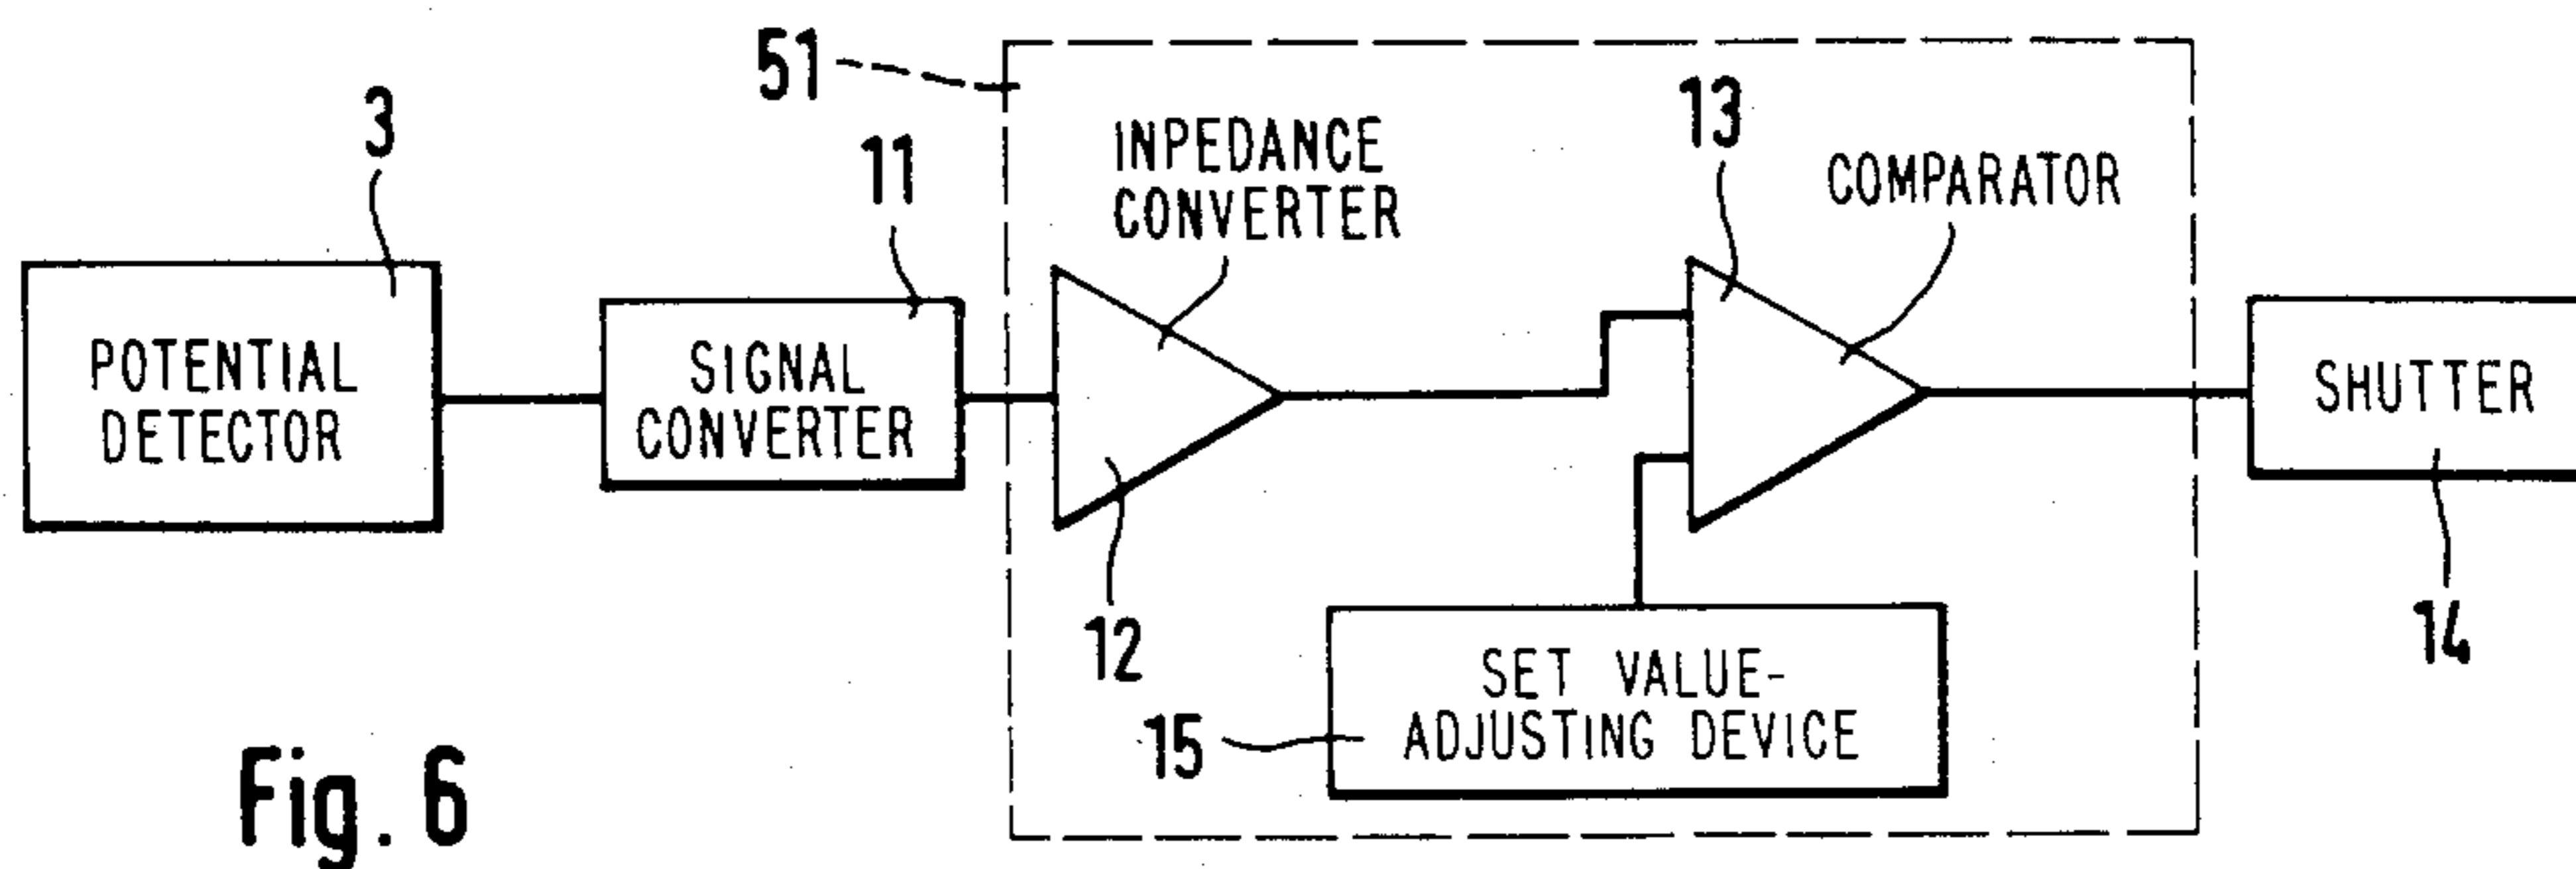 51
3
11
INPEDANCE
CONVERTER
13
COMPARATOR
POTENTIAL
DETECTOR
SIGNAL
CONVERTER
SHUTTER
12
14
SET VALUE-
ADJUSTING DEVICE
15
Fig. 6